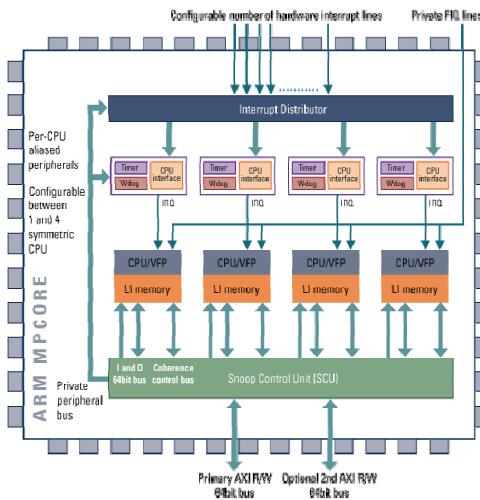 Configurable number of hardware interrupt lines
Private FIQ lines
Interrupt Distributor
Per-CPU
aliased
peripherals
Configurable
between
1 and 4
symmetric
CPU
Timer
Wdog
CPU
interface
Timer
Wdog
CPU
interface
Timer
Wdog
CPU
interface
Timer
Wdog
CPU
interface
IRQ
IRQ
IRQ
IRQ
CPU/VFP
L1 memory
CPU/VFP
L1 memory
CPU/VFP
L1 memory
CPU/VFP
L1 memory
I and D
64bit bus
Coherence
control bus
Snoop Control Unit (SCU)
Private
peripheral
bus
ARM MPCORE
Primary AXI R/W
64bit bus
Optional 2nd AXI R/W
64bit bus